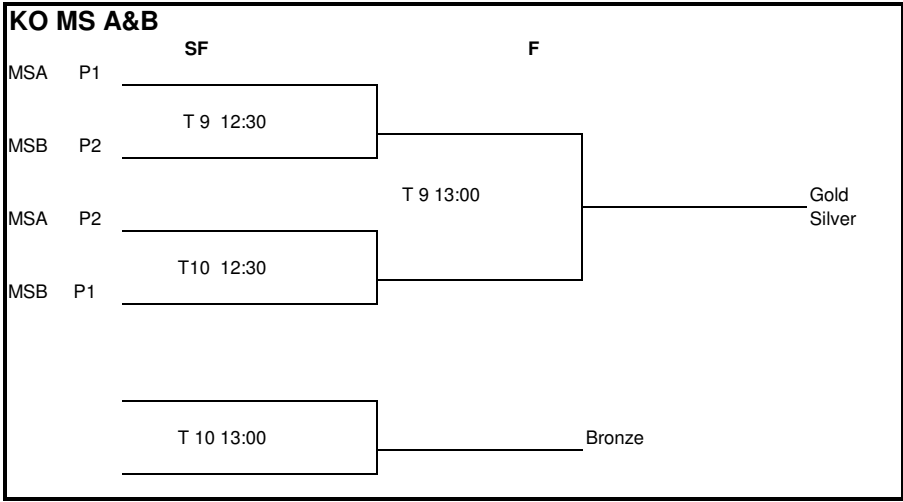 KO MS A&B
SF F
MSA P1
T 9 12:30
MSB P2
T 9 13:00 Gold
MSA P2 Silver
T10 12:30
MSB P1
T 10 13:00 Bronze